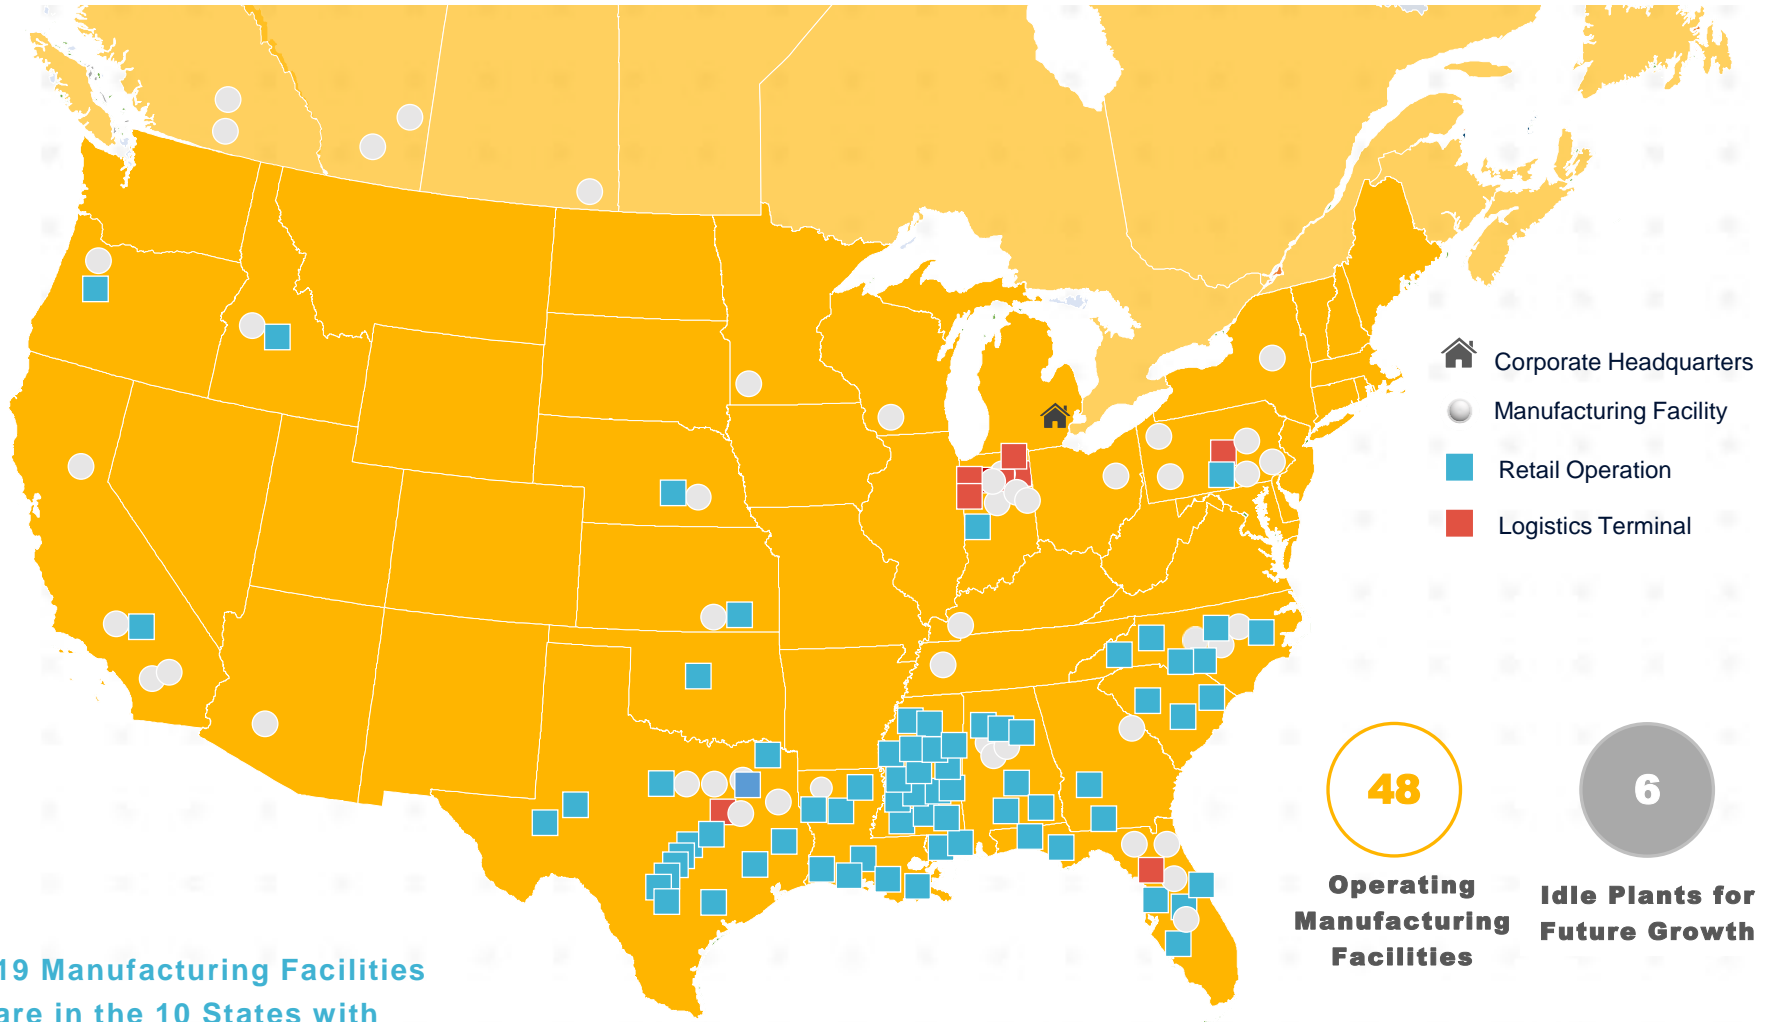 Corporate Headquarters
Manufacturing Facility
Retail Operation
Logistics Terminal
48
Operating
Manufacturing
Facilities
6
Idle Plants for
Future Growth
19 Manufacturing Facilities
are in the 10 States with